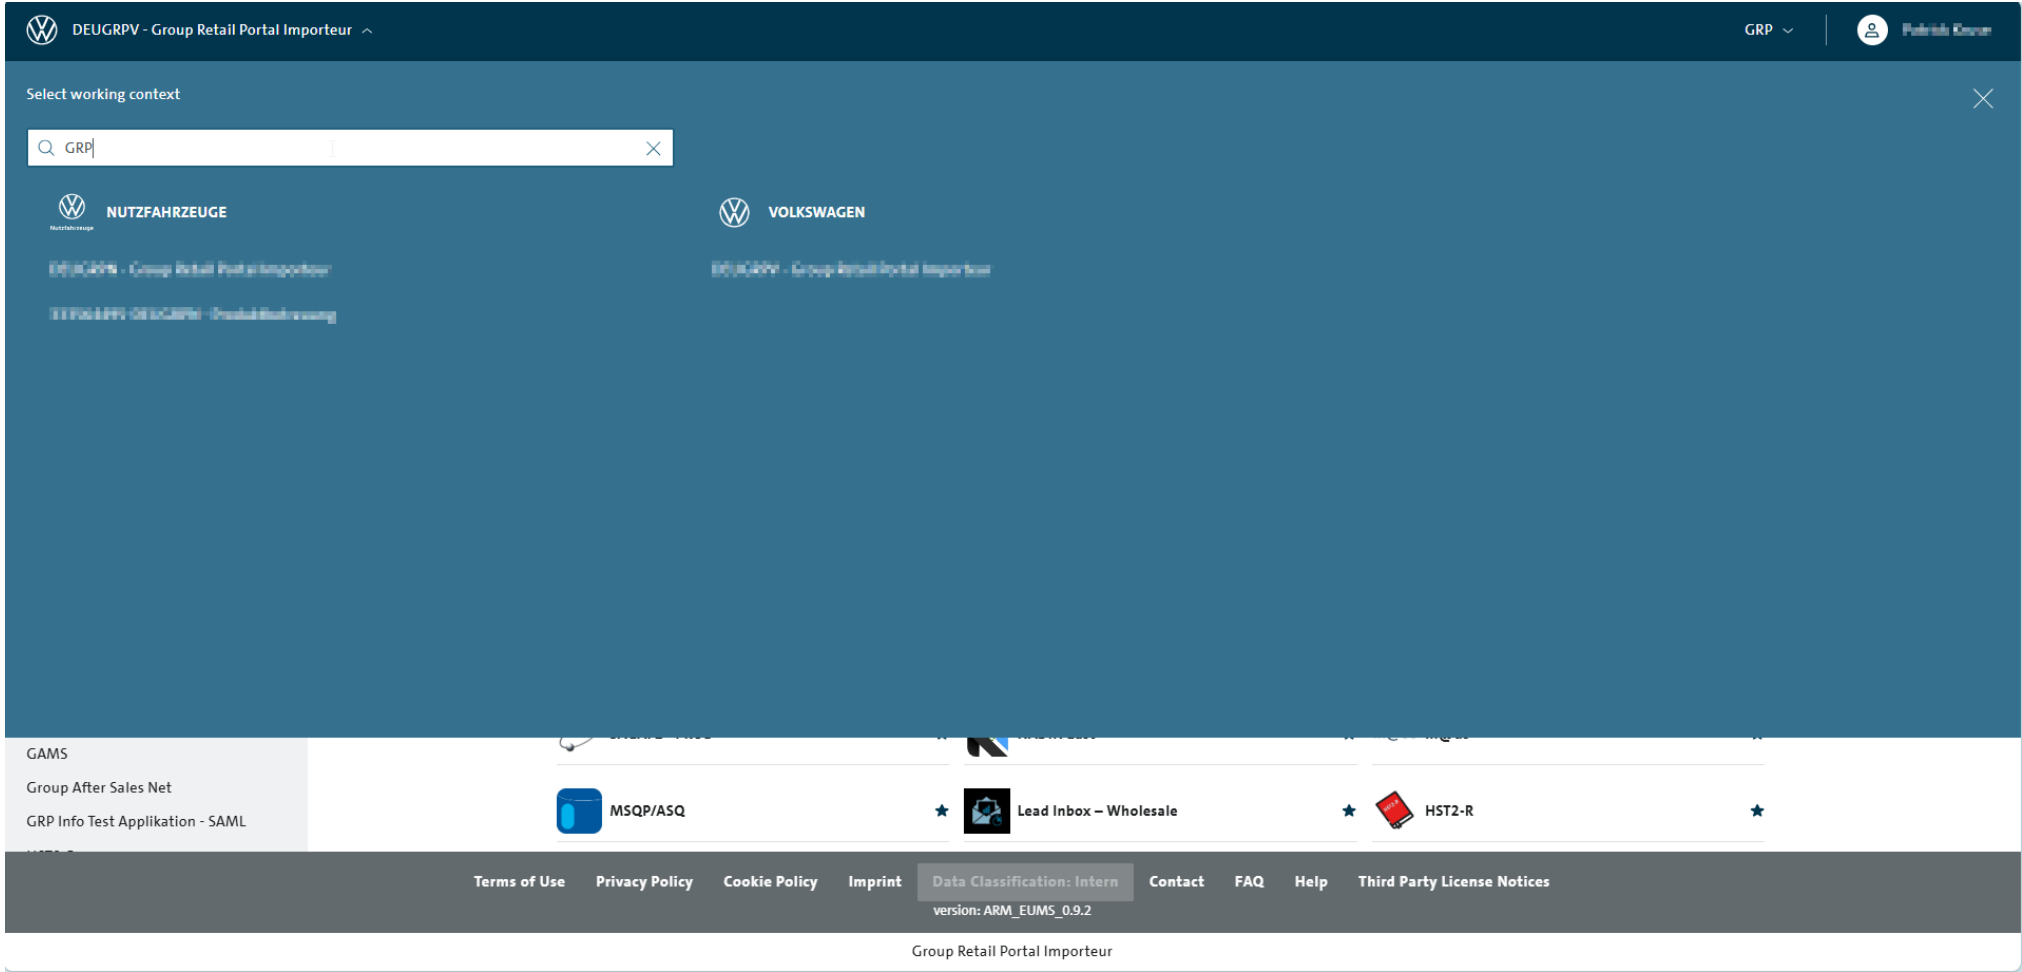 DEUGRPV - Group Retail Portal Importeur
GRP
Select working context
GRP
NUTZFAHRZEUGE
Nutzfahrzeuge
VOLKSWAGEN
GAMS
Group After Sales Net
GRP Info Test Applikation - SAML
MSQP/ASQ
Lead Inbox – Wholesale
HST2-R
Terms of Use Privacy Policy Cookie Policy Imprint Data Classification: Intern Contact FAQ Help Third Party License Notices
version: ARM_EUMS_0.9.2
Group Retail Portal Importeur